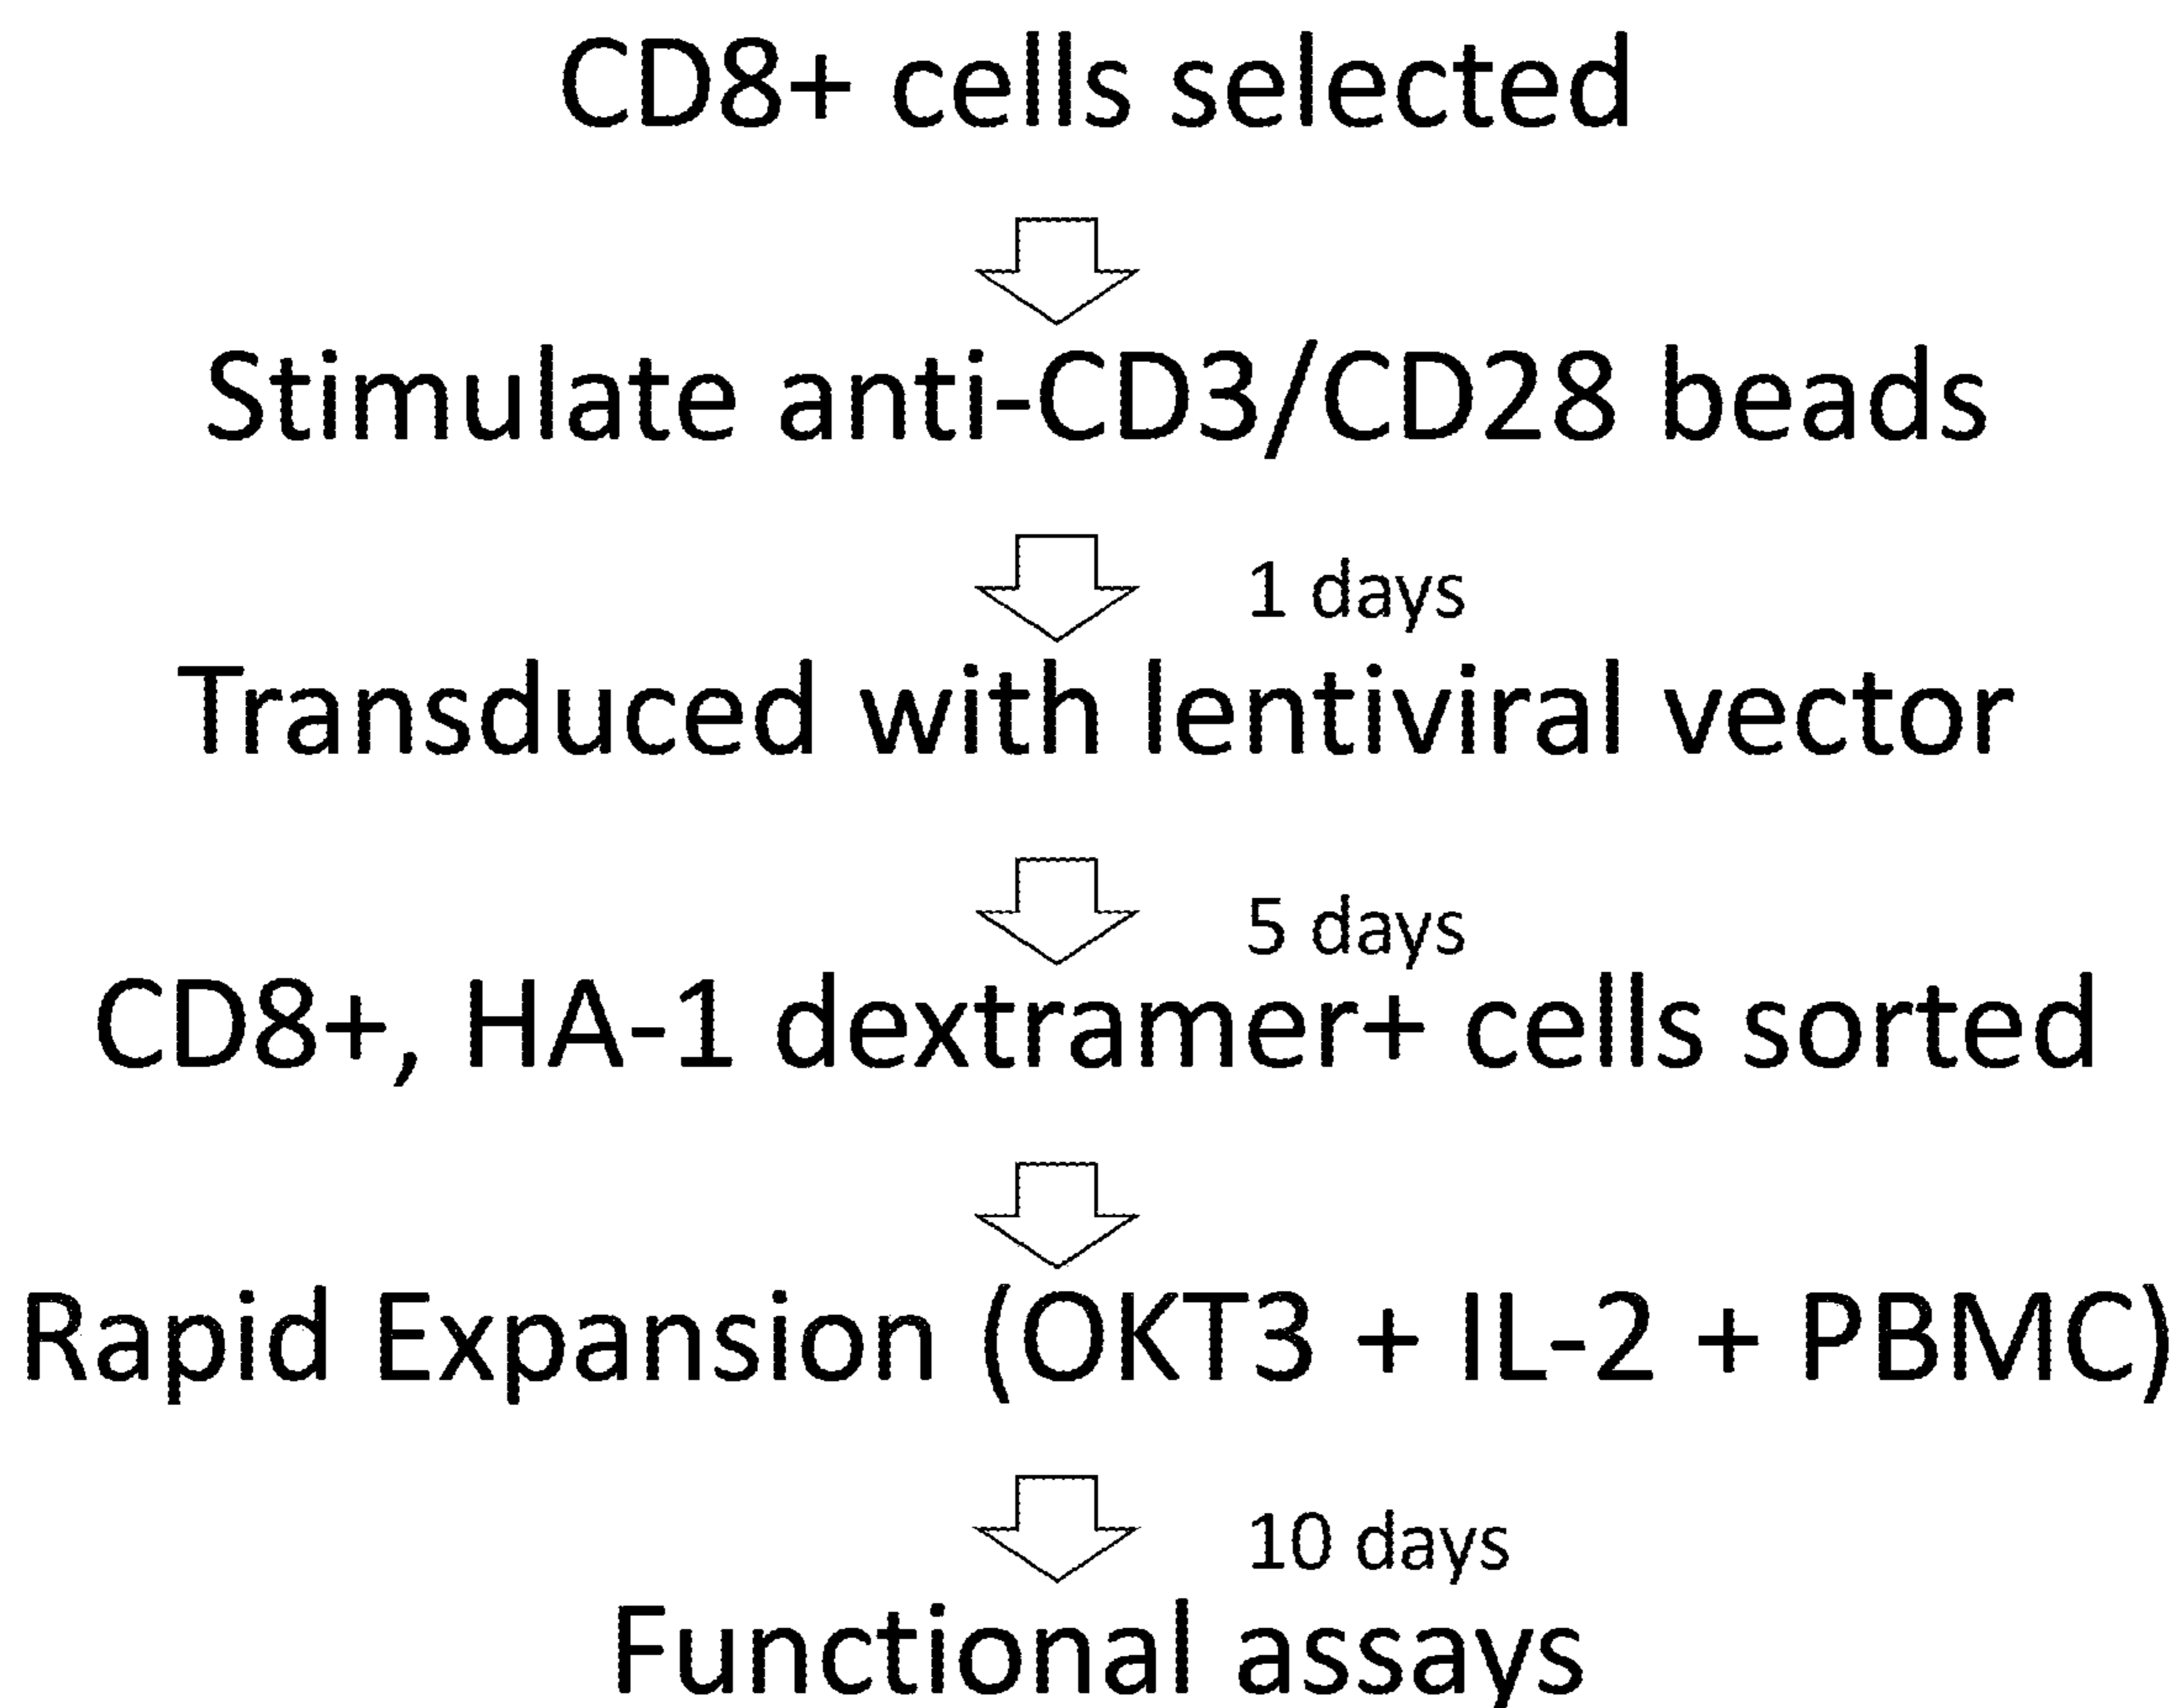 CD8+ cells selected
Stimulate anti-CD3/CD28 beads
1 days
Transduced with lentiviral vector
5 days
CD8+, HA-1 dextramer+ cells sorted
Rapid Expansion (OKT3 + IL-2 + PBMC)
10 days
Functional assays